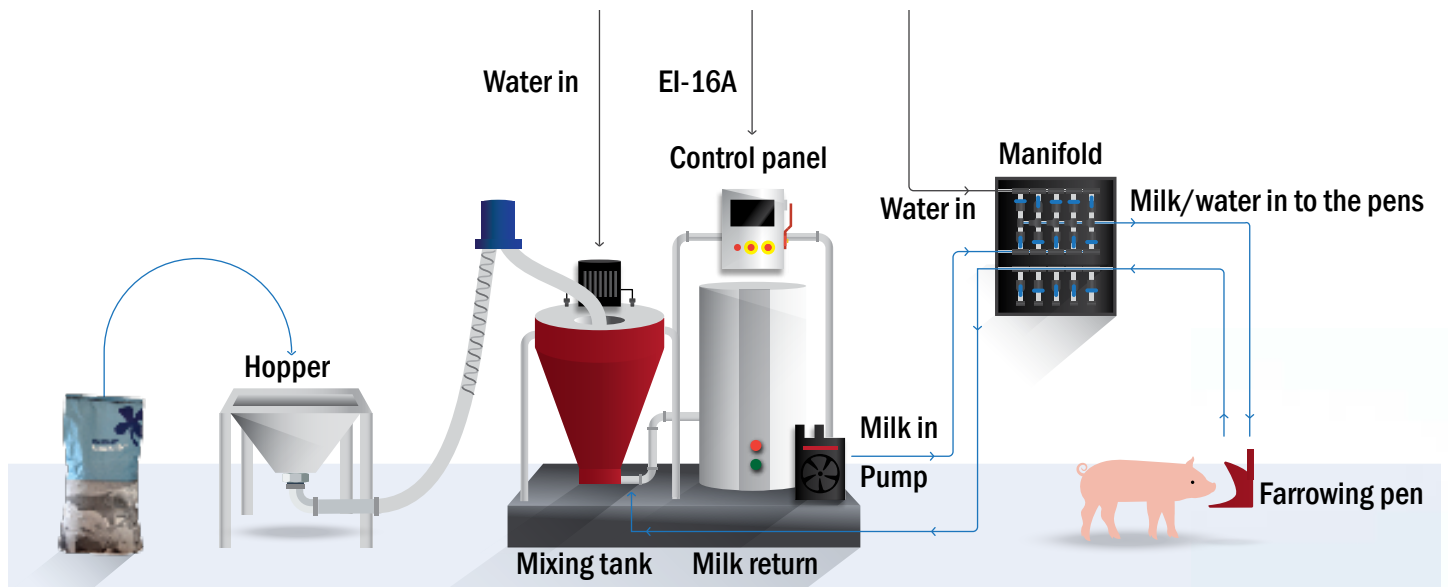 Water in
EI-16A
Control panel
Manifold
Water in
Milk/water in to the pens
Hopper
Milk in
Pump
Farrowing pen
Mixing tank
Milk return